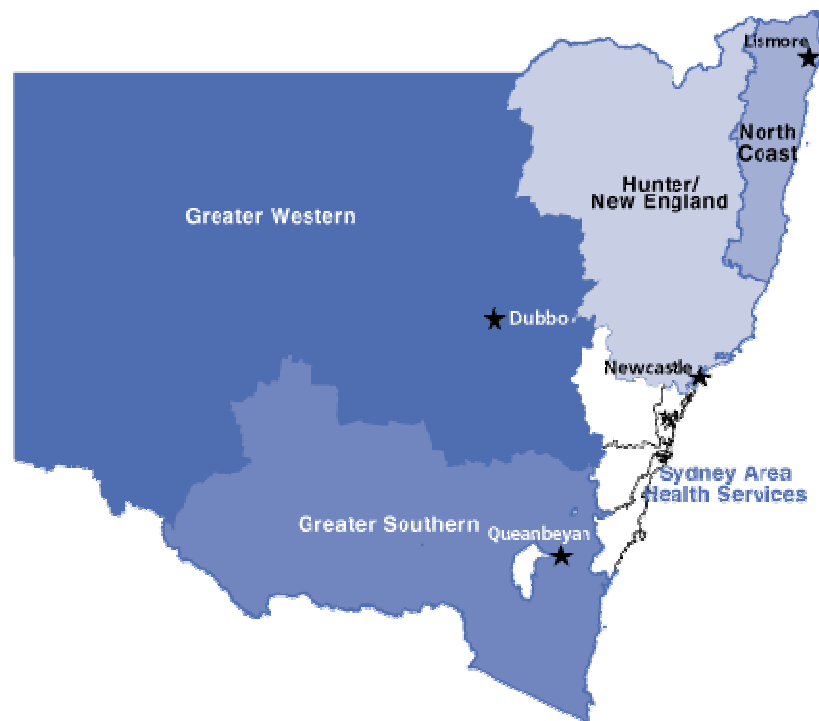 Lismore
North
Coast
Hunter/
New England
Greater Western
Dubbo
Newcastle
Sydney Area
Health Services
Greater Southern
Queanbeyan